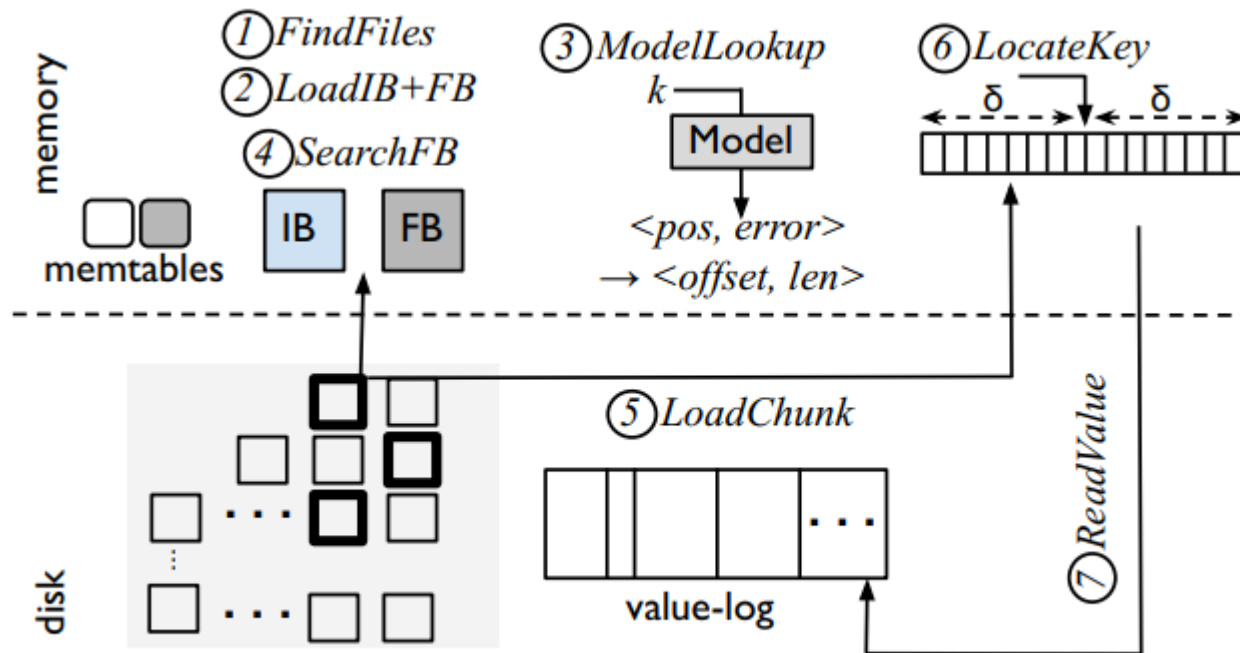 memory
① FindFiles
② LoadIB+FB
④ SearchFB
IB
FB
memtables
③ ModelLookup
k
Model
<pos, error>
→ <offset, len>
⑥ LocateKey
δ
δ
disk
. . .
. . .
⑤ LoadChunk
. . .
value-log
⑦ ReadValue